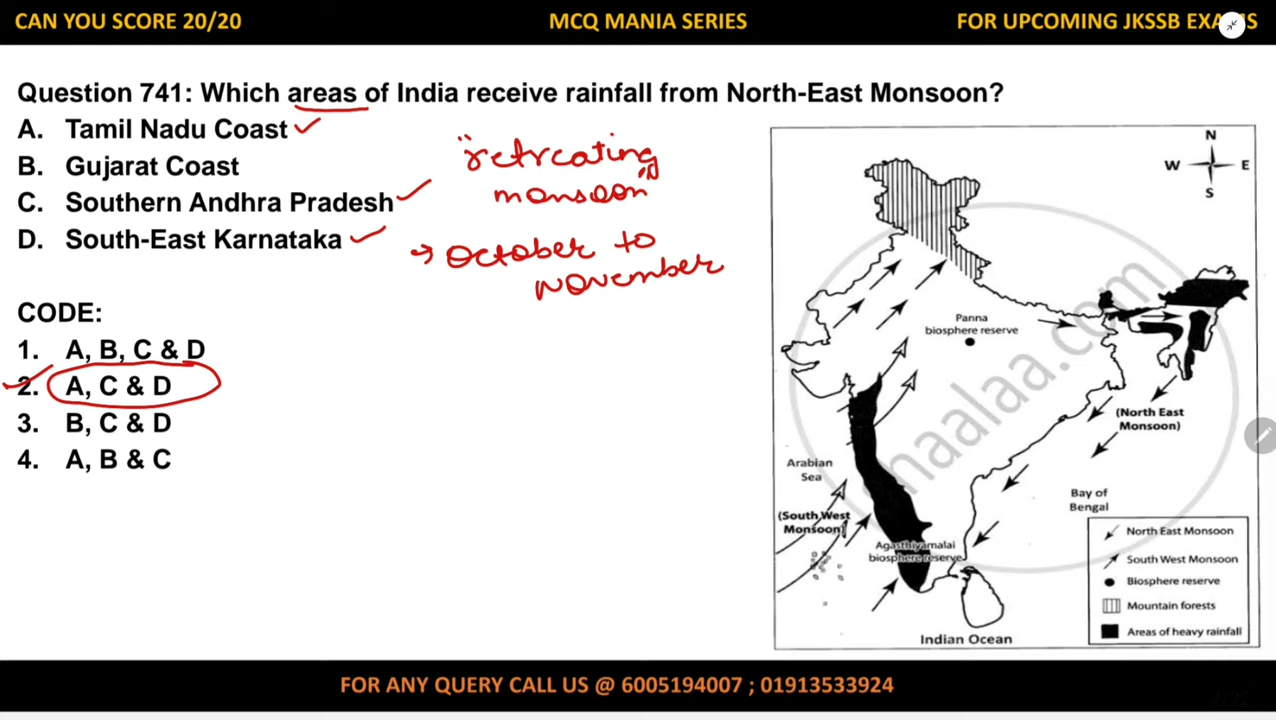 CAN YOU SCORE 20/20
MCQ MANIA SERIES
FOR UPCOMING JKSSB EXA S
Question 741: Which areas of India receive rainfall from North-East Monsoon?
A. Tamil Nadu Coast
B. Gujarat Coast
C. Southern Andhra Pradesh
D. South-East Karnataka
"retreating
monsoon"
→ October to
November
CODE:
1. A, B, C & D
2. A, C & D
3. B, C & D
4. A, B & C
N
W E
S
Panna
biosphere reserve
(North East
Monsoon)
Arabian
Sea
Bay of
Bengal
(South West
Monsoon)
Agasthiyamalai
biosphere reserve
Indian Ocean
North East Monsoon
South West Monsoon
Biosphere reserve
Mountain forests
Areas of heavy rainfall
maalaa.com
FOR ANY QUERY CALL US @ 6005194007 ; 01913533924